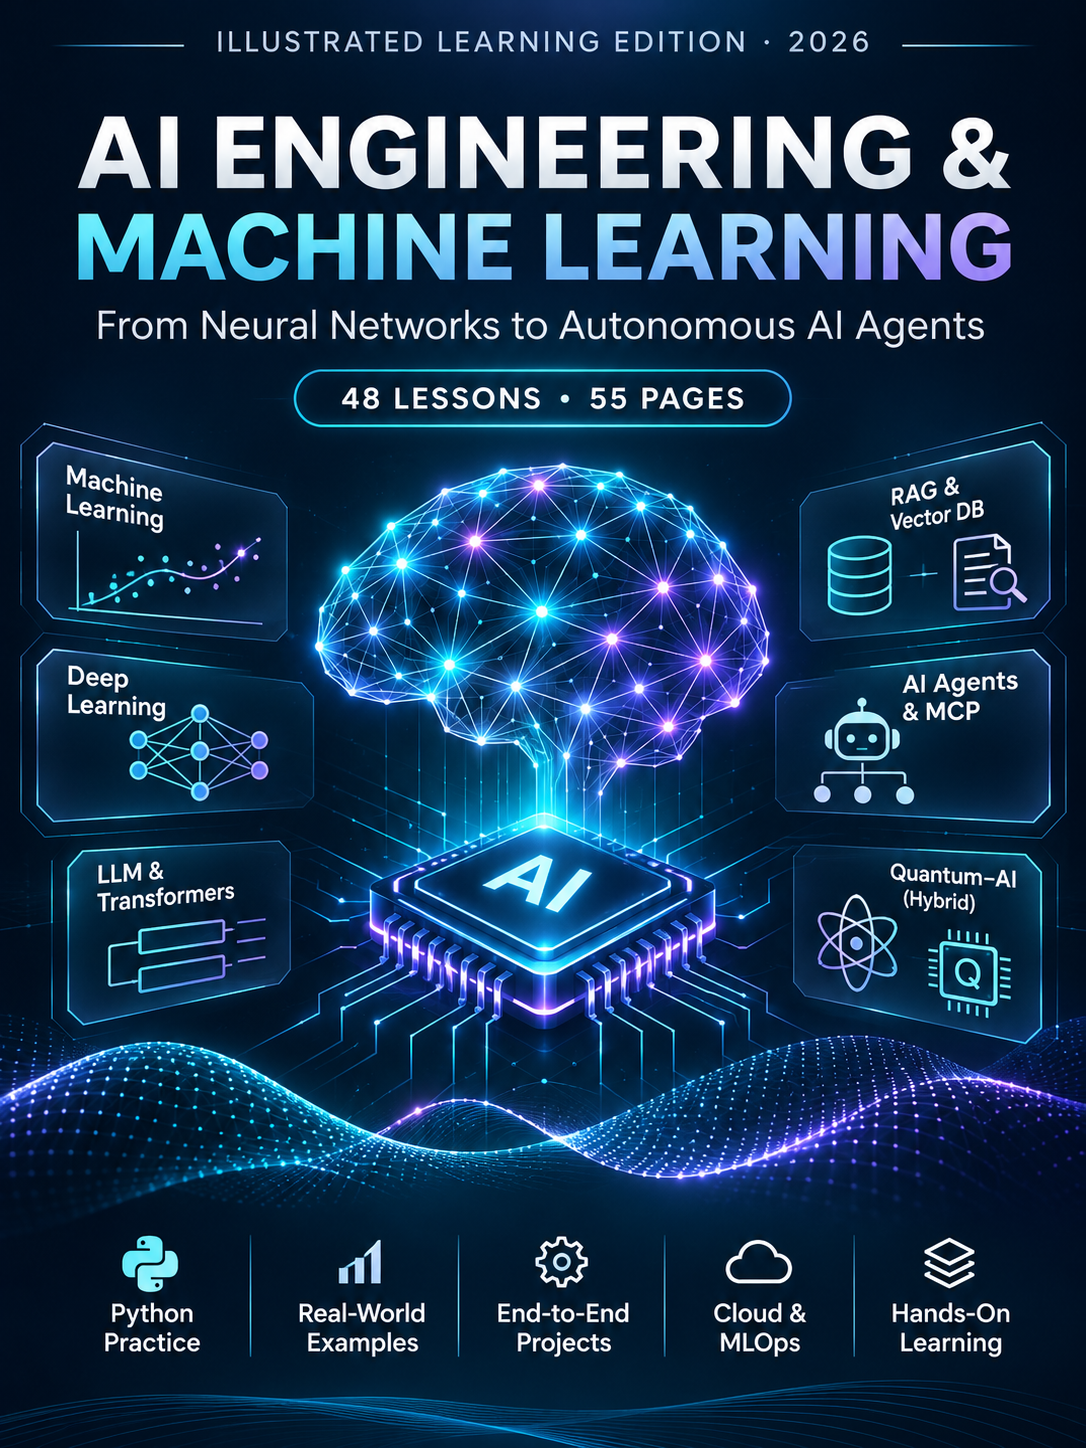 ILLUSTRATED LEARNING EDITION · 2026
AI ENGINEERING &
MACHINE LEARNING
From Neural Networks to Autonomous AI Agents
48 LESSONS • 55 PAGES
Machine
Learning
Deep
Learning
LLM &
Transformers
RAG &
Vector DB
AI Agents
& MCP
Quantum-AI
(Hybrid)
Q
AI
Python
Practice
Real-World
Examples
End-to-End
Projects
Cloud &
MLOps
Hands-On
Learning